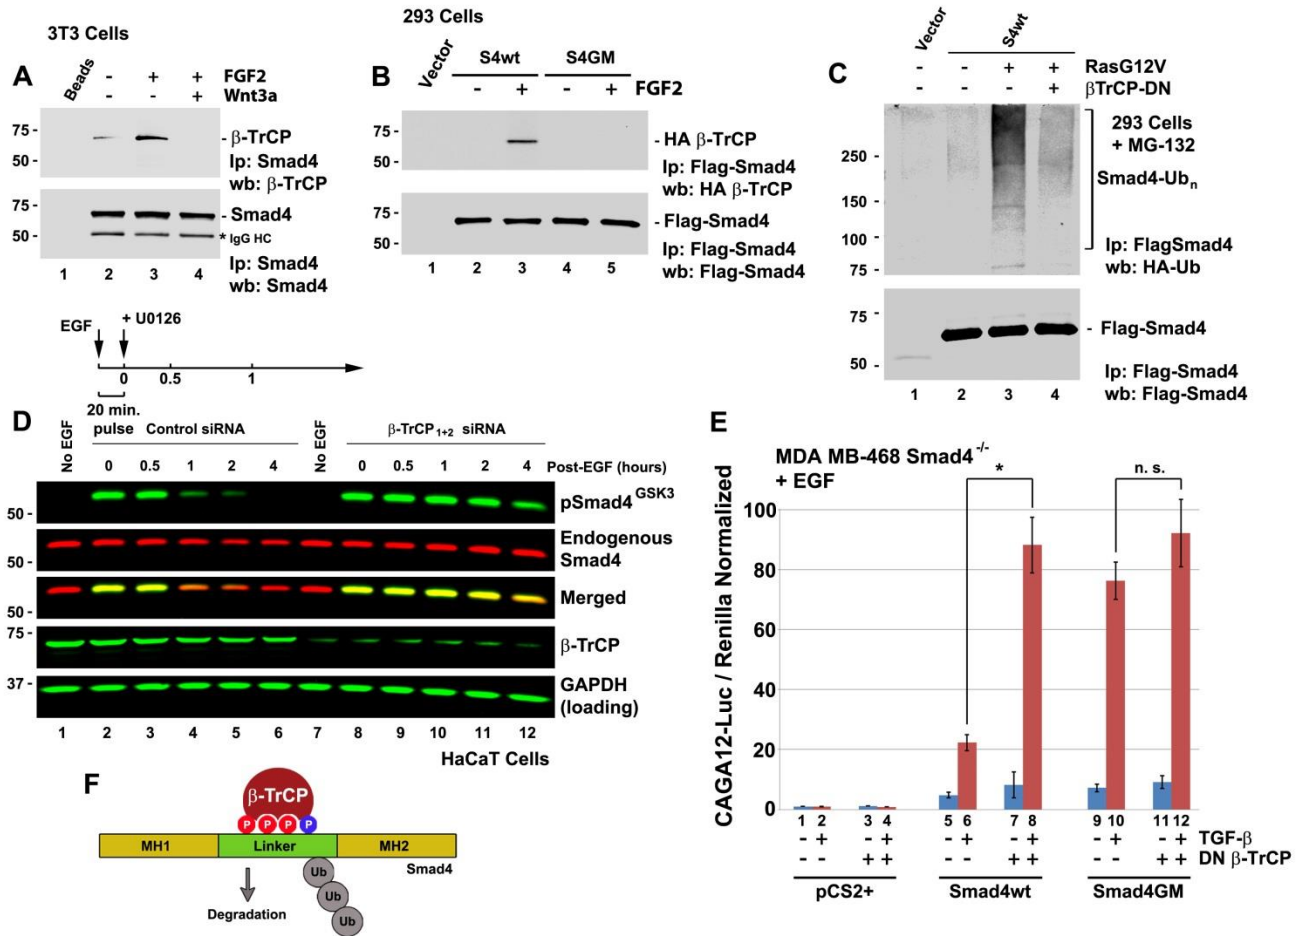 3T3 Cells
A
Beads
- + + FGF2
- - + Wnt3a
75 -
50 -
- β-TrCP
Ip: Smad4
wb: β-TrCP
75 -
50 -
- Smad4
* IgG HC
Ip: Smad4
wb: Smad4
1 2 3 4
293 Cells
B
Vector
S4wt S4GM
- + - + FGF2
75 -
50 -
- HA β-TrCP
Ip: Flag-Smad4
wb: HA β-TrCP
75 -
50 -
- Flag-Smad4
Ip: Flag-Smad4
wb: Flag-Smad4
1 2 3 4 5
C
Vector
S4wt
- - + + RasG12V
- - - + βTrCP-DN
250 -
150 -
100 -
75 -
293 Cells
+ MG-132
Smad4-Ubn
Ip: FlagSmad4
wb: HA-Ub
75 -
50 -
- Flag-Smad4
Ip: Flag-Smad4
wb: Flag-Smad4
1 2 3 4
EGF
+ U0126
0 0.5 1
20 min.
pulse
D
No EGF
Control siRNA
No EGF
β-TrCP1+2 siRNA
0 0.5 1 2 4 0 0.5 1 2 4 Post-EGF (hours)
50 -
pSmad4GSK3
50 -
Endogenous
Smad4
50 -
Merged
75 -
β-TrCP
37 -
GAPDH
(loading)
1 2 3 4 5 6 7 8 9 10 11 12
HaCaT Cells
E
MDA MB-468 Smad4-/-
+ EGF
* n. s.
CAGA12-Luc / Renilla Normalized
100
80
60
40
20
0
1 2 3 4 5 6 7 8 9 10 11 12
- + - + - + - + - + - + TGF-β
- - + + - - + + - - + + DN β-TrCP
pCS2+ Smad4wt Smad4GM
F
β-TrCP
P P P P
MH1 Linker MH2
Smad4
Ub
Ub
Ub
Degradation